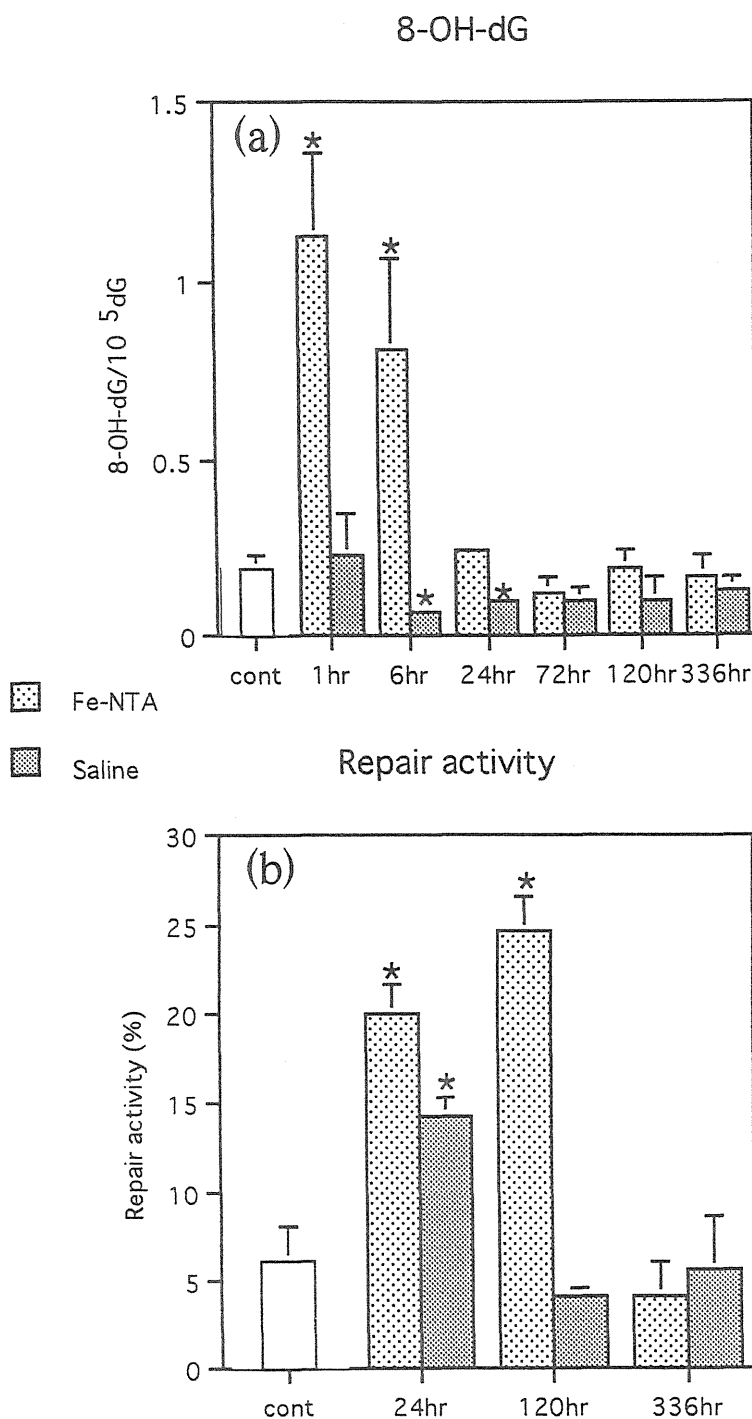 8-OH-dG
(a)
1.5
1
0.5
0
8-OH-dG/10 5dG
* * * *
cont 1hr 6hr 24hr 72hr 120hr 336hr
Fe-NTA
Saline
Repair activity
(b)
30
25
20
15
10
5
0
Repair activity (%)
* * *
cont 24hr 120hr 336hr